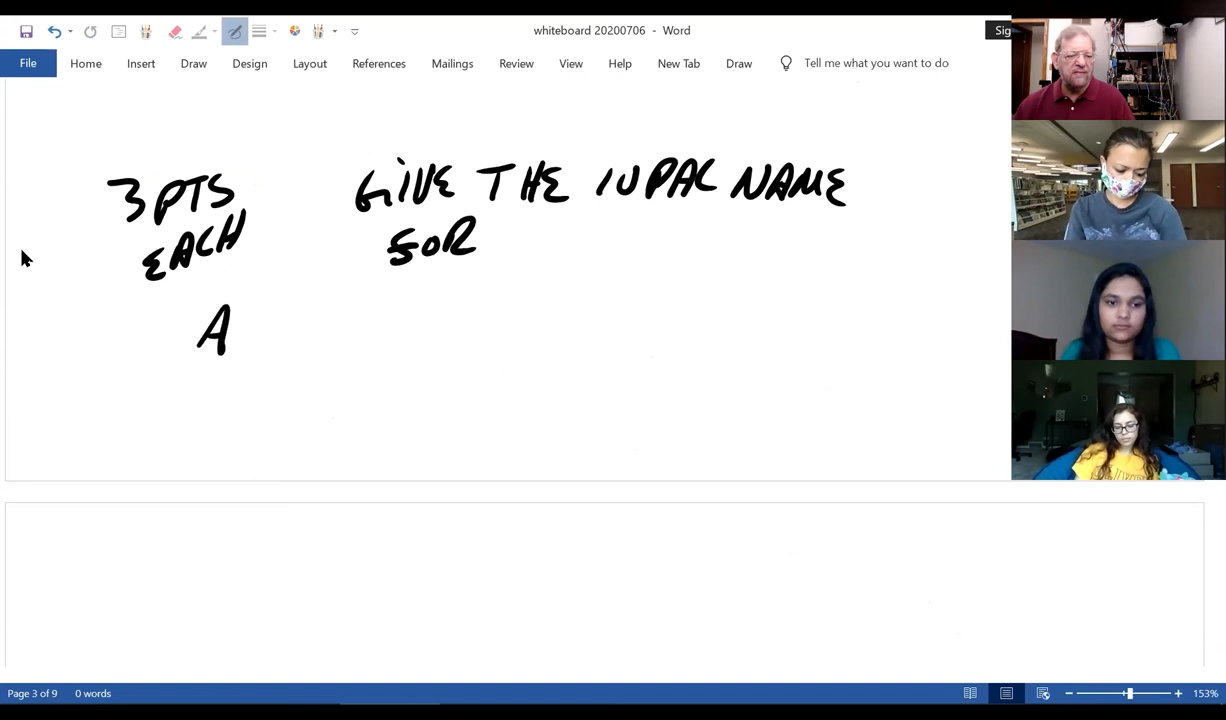 whiteboard 20200706 - Word
Sig
File Home Insert Draw Design Layout References Mailings Review View Help New Tab Draw Tell me what you want to do
3 PTS EACH
GIVE THE IUPAC NAME
FOR
A
Page 3 of 9 0 words 153%